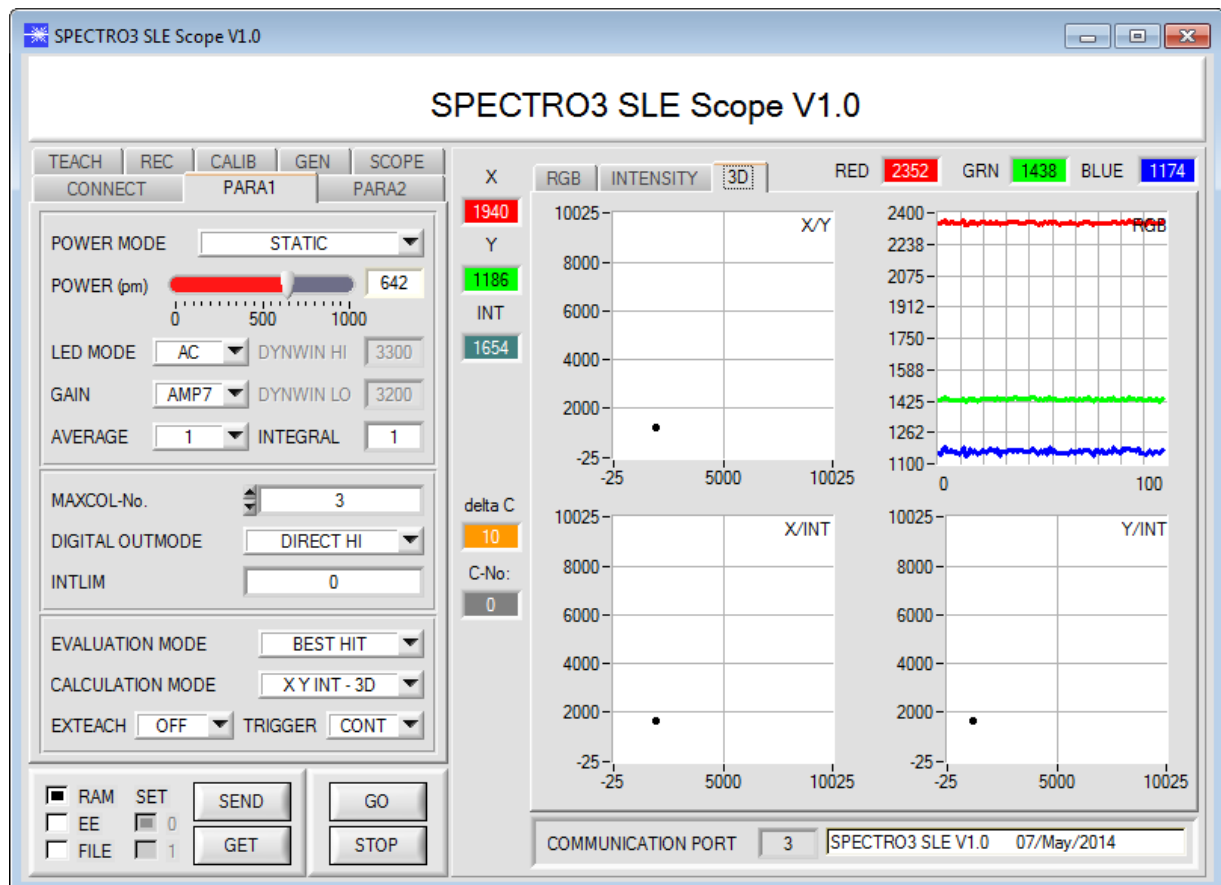 SPECTRO3 SLE Scope V1.0
SPECTRO3 SLE Scope V1.0
TEACH REC CALIB GEN SCOPE
CONNECT PARA1 PARA2
POWER MODE STATIC
POWER (pm) 642
0 500 1000
LED MODE AC DYNWIN HI 3300
GAIN AMP7 DYNWIN LO 3200
AVERAGE 1 INTEGRAL 1
MAXCOL-No. 3
DIGITAL OUTMODE DIRECT HI
INTLIM 0
EVALUATION MODE BEST HIT
CALCULATION MODE X Y INT - 3D
EXTEACH OFF TRIGGER CONT
RAM SET SEND GO
EE 0
FILE 1 GET STOP
X
1940
Y
1186
INT
1654
delta C
10
C-No:
0
RGB INTENSITY 3D RED 2352 GRN 1438 BLUE 1174
X/Y
10025
8000
6000
4000
2000
-25
-25 5000 10025
RGB
2400
2238
2075
1912
1750
1588
1425
1262
1100
0 100
X/INT
10025
8000
6000
4000
2000
-25
-25 5000 10025
Y/INT
10025
8000
6000
4000
2000
-25
-25 5000 10025
COMMUNICATION PORT 3 SPECTRO3 SLE V1.0 07/May/2014